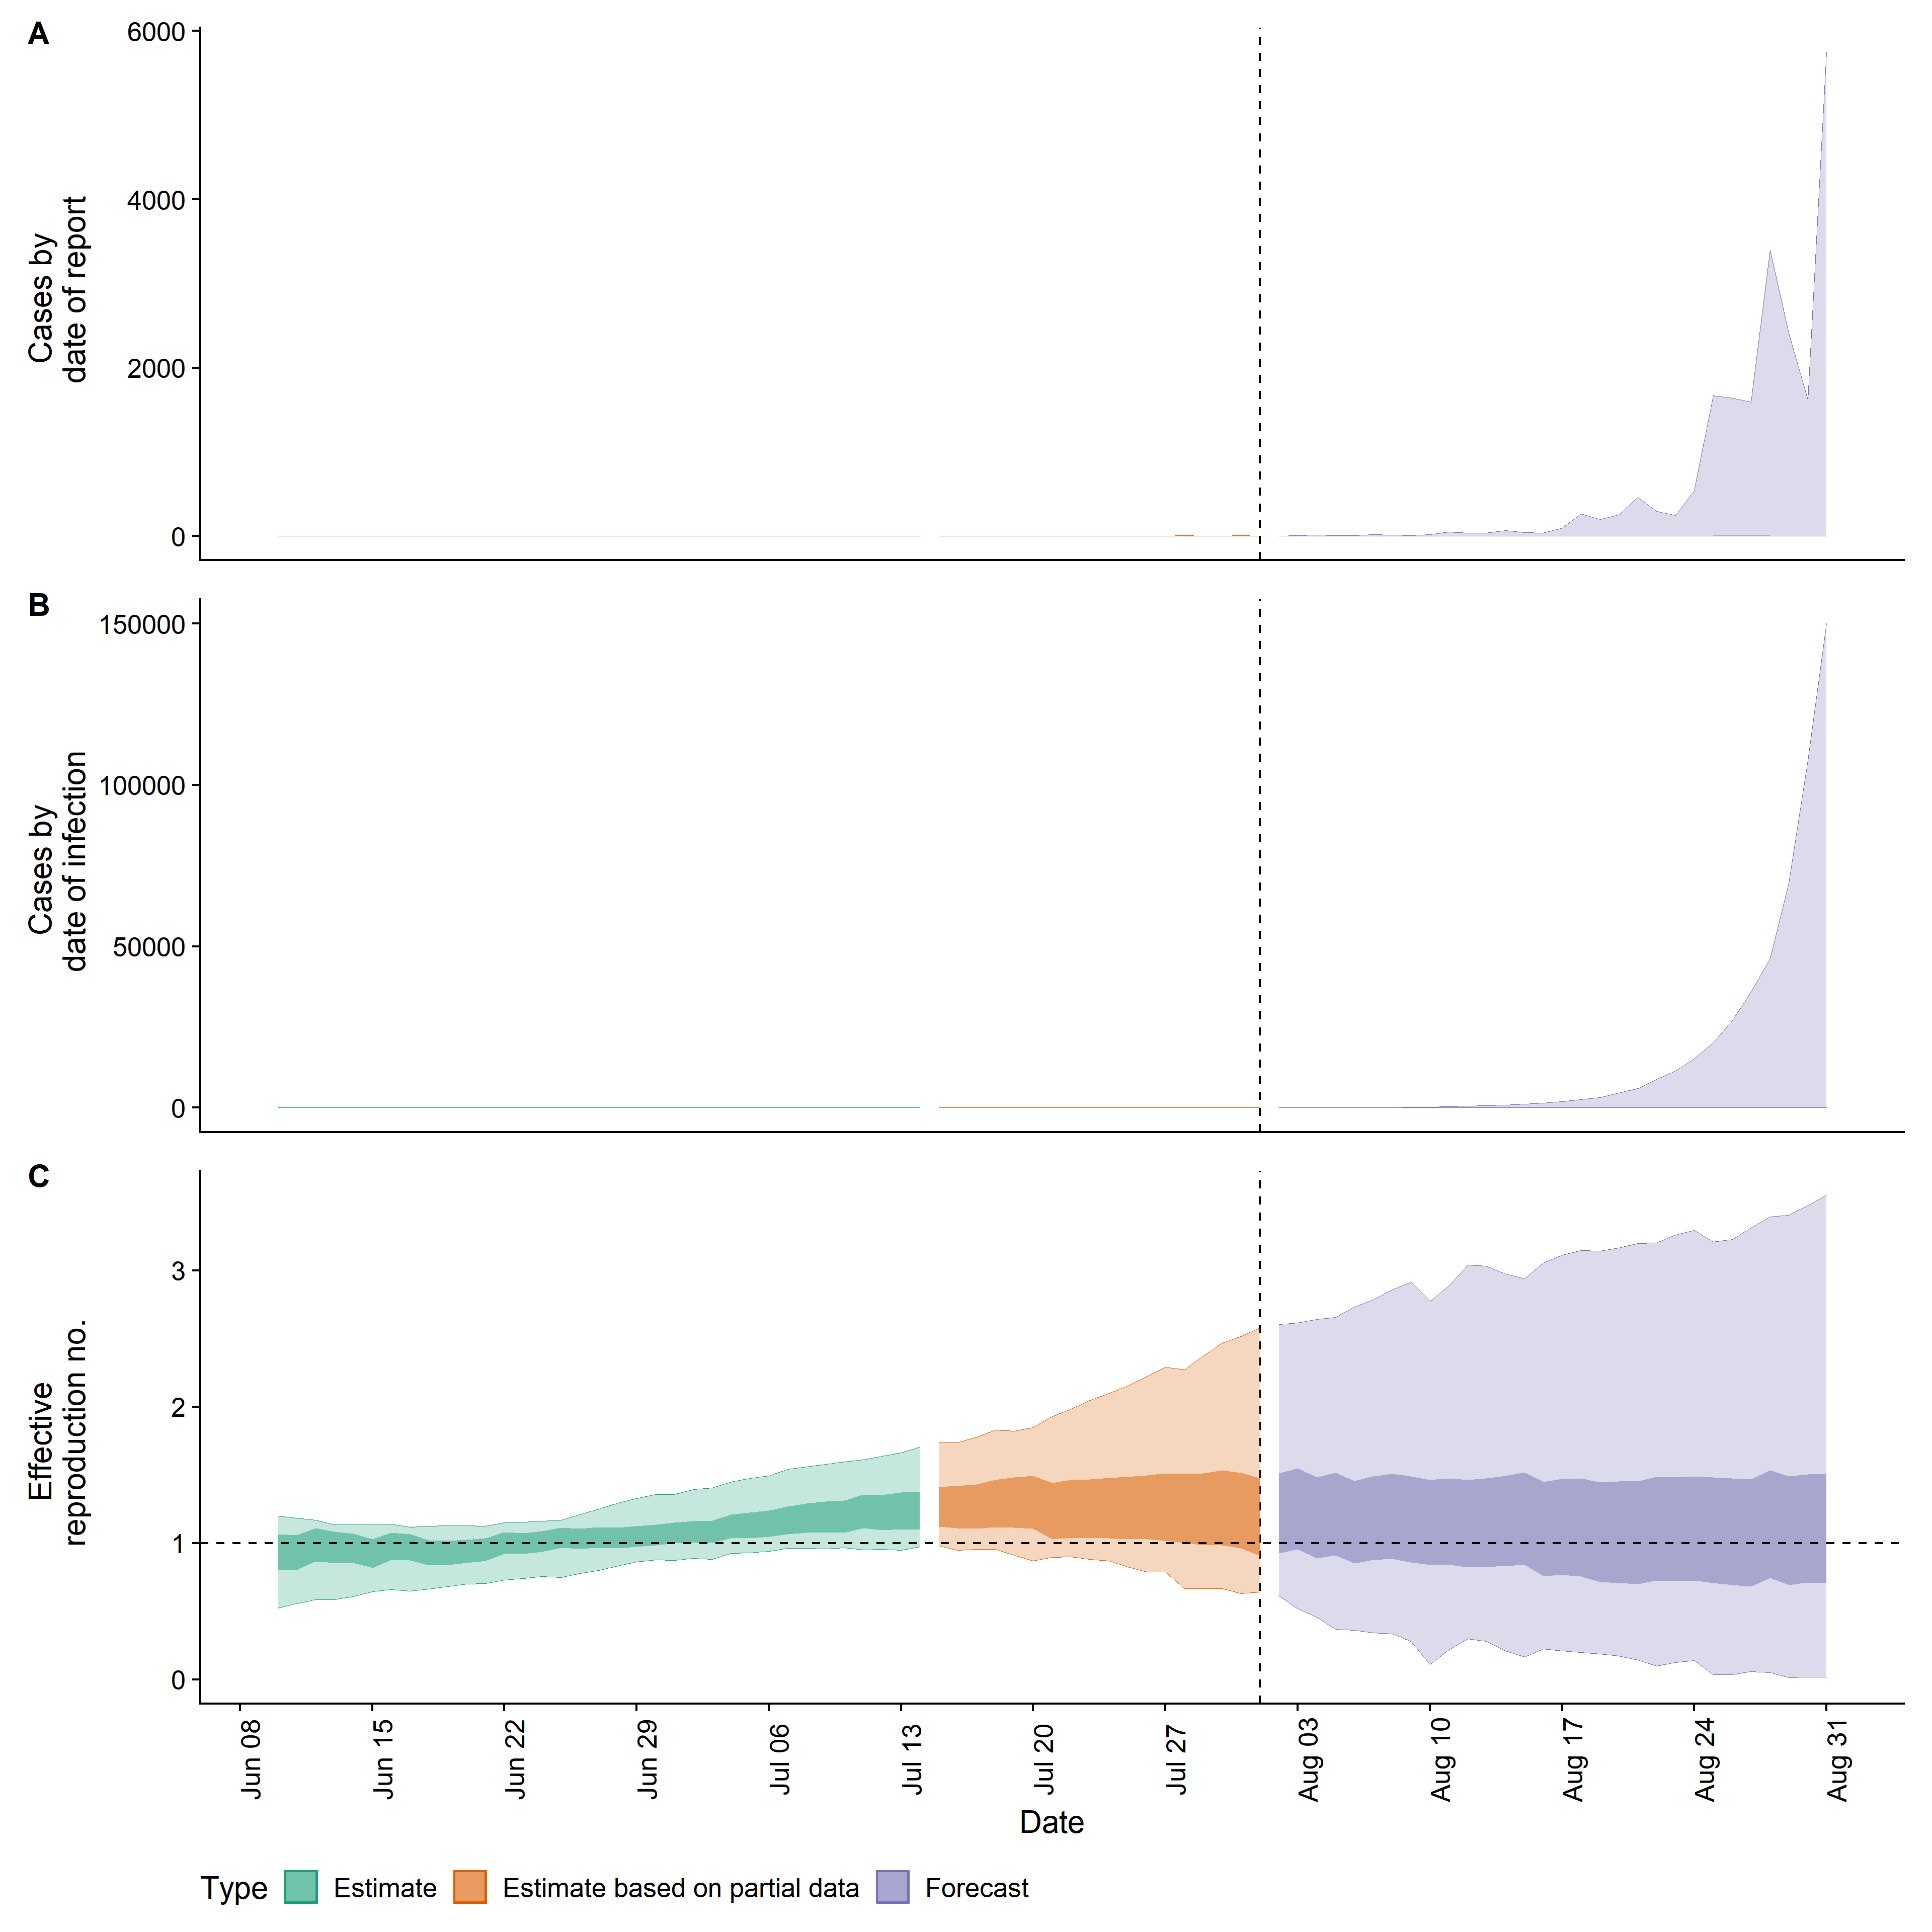 A
6000
4000
2000
0
Cases by
date of report
B
150000
100000
50000
0
Cases by
date of infection
C
3
2
1
0
Effective
reproduction no.
Jun 08
Jun 15
Jun 22
Jun 29
Jul 06
Jul 13
Jul 20
Jul 27
Aug 03
Aug 10
Aug 17
Aug 24
Aug 31
Date
Type Estimate Estimate based on partial data Forecast